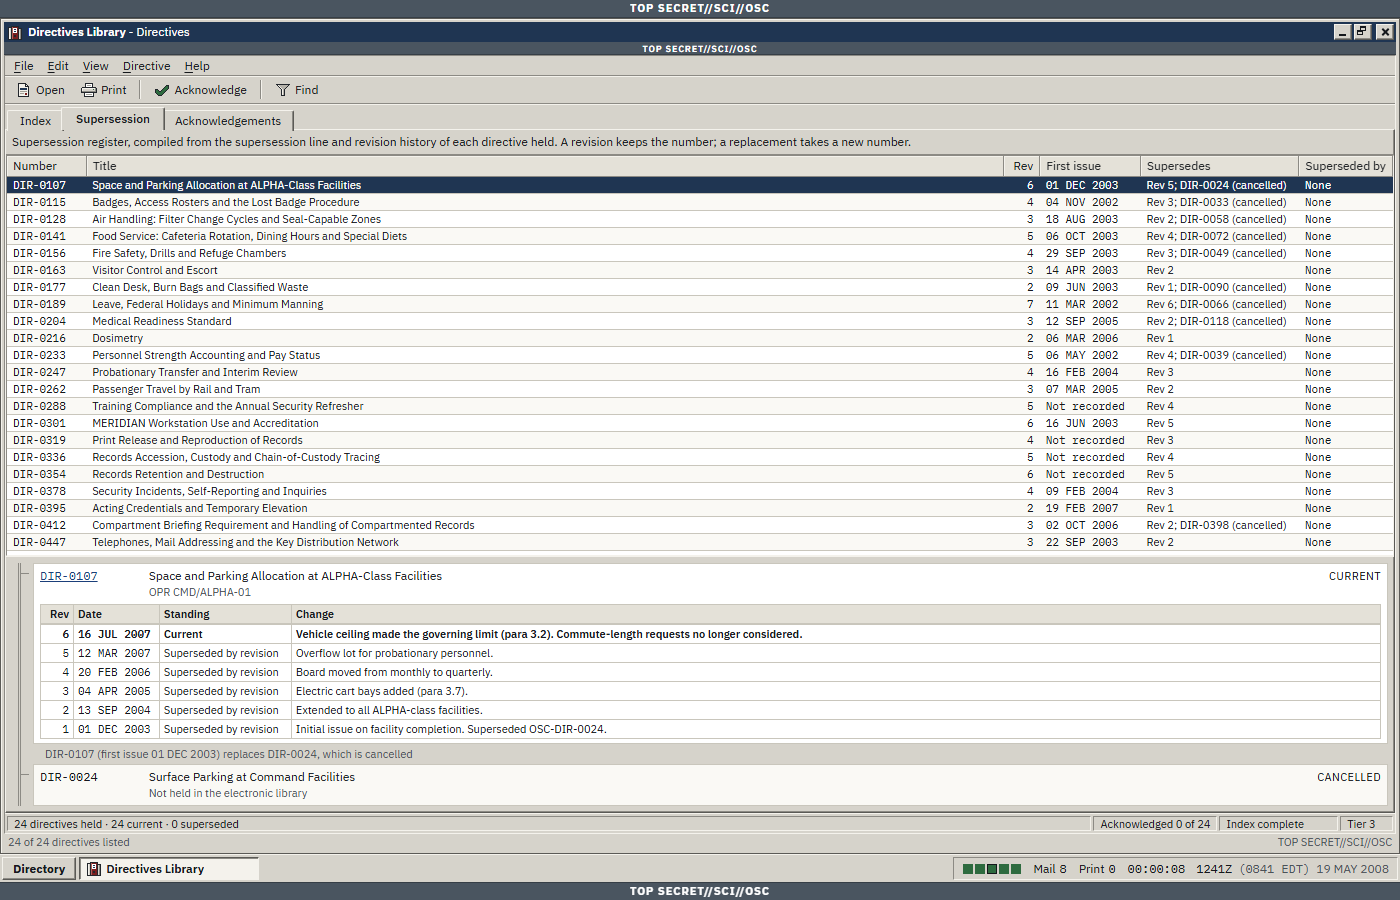 TOP SECRET//SCI//OSC
Directives Library - Directives
TOP SECRET//SCI//OSC
File Edit View Directive Help
Open Print Acknowledge Find
Index Supersession Acknowledgements
Supersession register, compiled from the supersession line and revision history of each directive held. A revision keeps the number; a replacement takes a new number.
Number Title Rev First issue Supersedes Superseded by
DIR-0107 Space and Parking Allocation at ALPHA-Class Facilities 6 01 DEC 2003 Rev 5; DIR-0024 (cancelled) None
DIR-0115 Badges, Access Rosters and the Lost Badge Procedure 4 04 NOV 2002 Rev 3; DIR-0033 (cancelled) None
DIR-0128 Air Handling: Filter Change Cycles and Seal-Capable Zones 3 18 AUG 2003 Rev 2; DIR-0058 (cancelled) None
DIR-0141 Food Service: Cafeteria Rotation, Dining Hours and Special Diets 5 06 OCT 2003 Rev 4; DIR-0072 (cancelled) None
DIR-0156 Fire Safety, Drills and Refuge Chambers 4 29 SEP 2003 Rev 3; DIR-0049 (cancelled) None
DIR-0163 Visitor Control and Escort 3 14 APR 2003 Rev 2 None
DIR-0177 Clean Desk, Burn Bags and Classified Waste 2 09 JUN 2003 Rev 1; DIR-0090 (cancelled) None
DIR-0189 Leave, Federal Holidays and Minimum Manning 7 11 MAR 2002 Rev 6; DIR-0066 (cancelled) None
DIR-0204 Medical Readiness Standard 3 12 SEP 2005 Rev 2; DIR-0118 (cancelled) None
DIR-0216 Dosimetry 2 06 MAR 2006 Rev 1 None
DIR-0233 Personnel Strength Accounting and Pay Status 5 06 MAY 2002 Rev 4; DIR-0039 (cancelled) None
DIR-0247 Probationary Transfer and Interim Review 4 16 FEB 2004 Rev 3 None
DIR-0262 Passenger Travel by Rail and Tram 3 07 MAR 2005 Rev 2 None
DIR-0288 Training Compliance and the Annual Security Refresher 5 Not recorded Rev 4 None
DIR-0301 MERIDIAN Workstation Use and Accreditation 6 16 JUN 2003 Rev 5 None
DIR-0319 Print Release and Reproduction of Records 4 Not recorded Rev 3 None
DIR-0336 Records Accession, Custody and Chain-of-Custody Tracing 5 Not recorded Rev 4 None
DIR-0354 Records Retention and Destruction 6 Not recorded Rev 5 None
DIR-0378 Security Incidents, Self-Reporting and Inquiries 4 09 FEB 2004 Rev 3 None
DIR-0395 Acting Credentials and Temporary Elevation 2 19 FEB 2007 Rev 1 None
DIR-0412 Compartment Briefing Requirement and Handling of Compartmented Records 3 02 OCT 2006 Rev 2; DIR-0398 (cancelled) None
DIR-0447 Telephones, Mail Addressing and the Key Distribution Network 3 22 SEP 2003 Rev 2 None
DIR-0107 Space and Parking Allocation at ALPHA-Class Facilities CURRENT
OPR CMD/ALPHA-01
Rev Date Standing Change
6 16 JUL 2007 Current Vehicle ceiling made the governing limit (para 3.2). Commute-length requests no longer considered.
5 12 MAR 2007 Superseded by revision Overflow lot for probationary personnel.
4 20 FEB 2006 Superseded by revision Board moved from monthly to quarterly.
3 04 APR 2005 Superseded by revision Electric cart bays added (para 3.7).
2 13 SEP 2004 Superseded by revision Extended to all ALPHA-class facilities.
1 01 DEC 2003 Superseded by revision Initial issue on facility completion. Superseded OSC-DIR-0024.
DIR-0107 (first issue 01 DEC 2003) replaces DIR-0024, which is cancelled
DIR-0024 Surface Parking at Command Facilities CANCELLED
Not held in the electronic library
24 directives held · 24 current · 0 superseded Acknowledged 0 of 24 Index complete Tier 3
24 of 24 directives listed TOP SECRET//SCI//OSC
Directory Directives Library Mail 8 Print 0 00:00:08 1241Z (0841 EDT) 19 MAY 2008
TOP SECRET//SCI//OSC